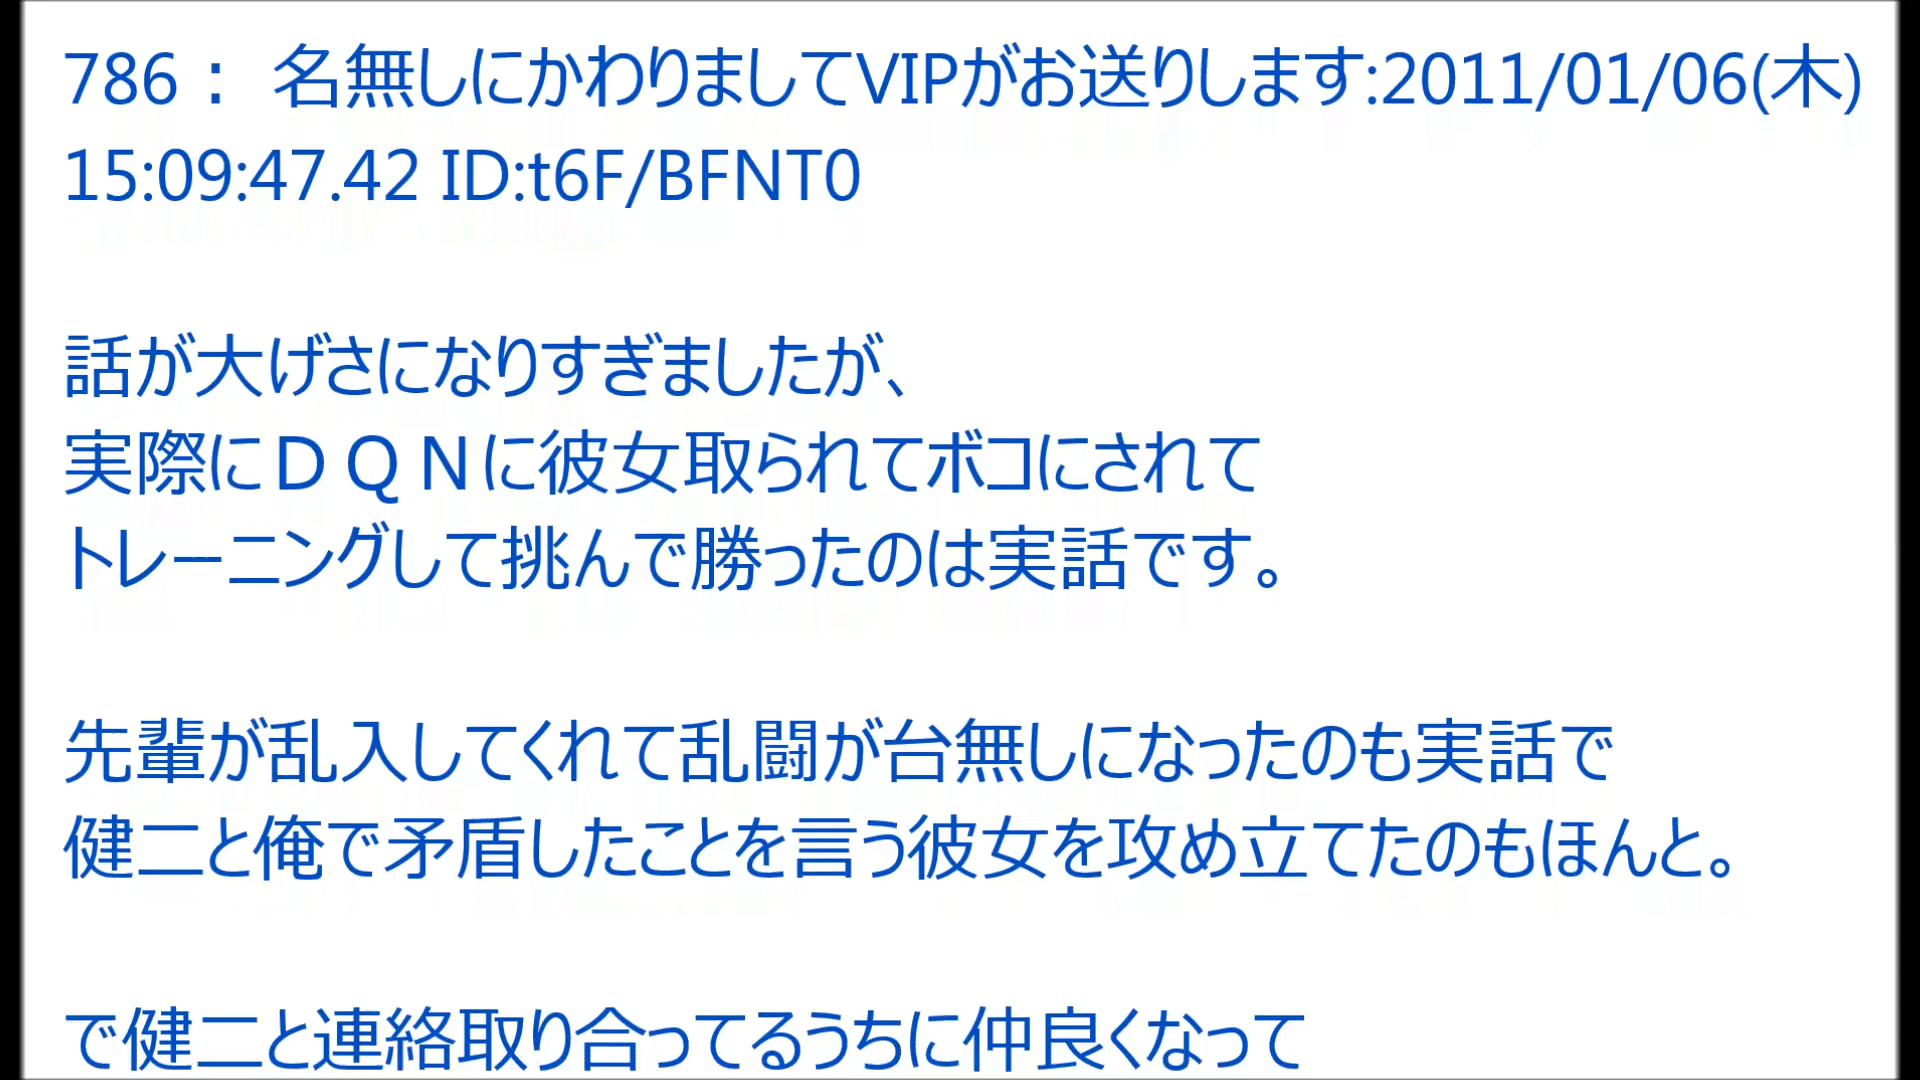 786： 名無しにかわりましてVIPがお送りします:2011/01/06(木)
15:09:47.42 ID:t6F/BFNT0
話が大げさになりすぎましたが、
実際にＤＱＮに彼女取られてボコにされて
トレーニングして挑んで勝ったのは実話です。
先輩が乱入してくれて乱闘が台無しになったのも実話で
健二と俺で矛盾したことを言う彼女を攻め立てたのもほんと。
で健二と連絡取り合ってるうちに仲良くなって